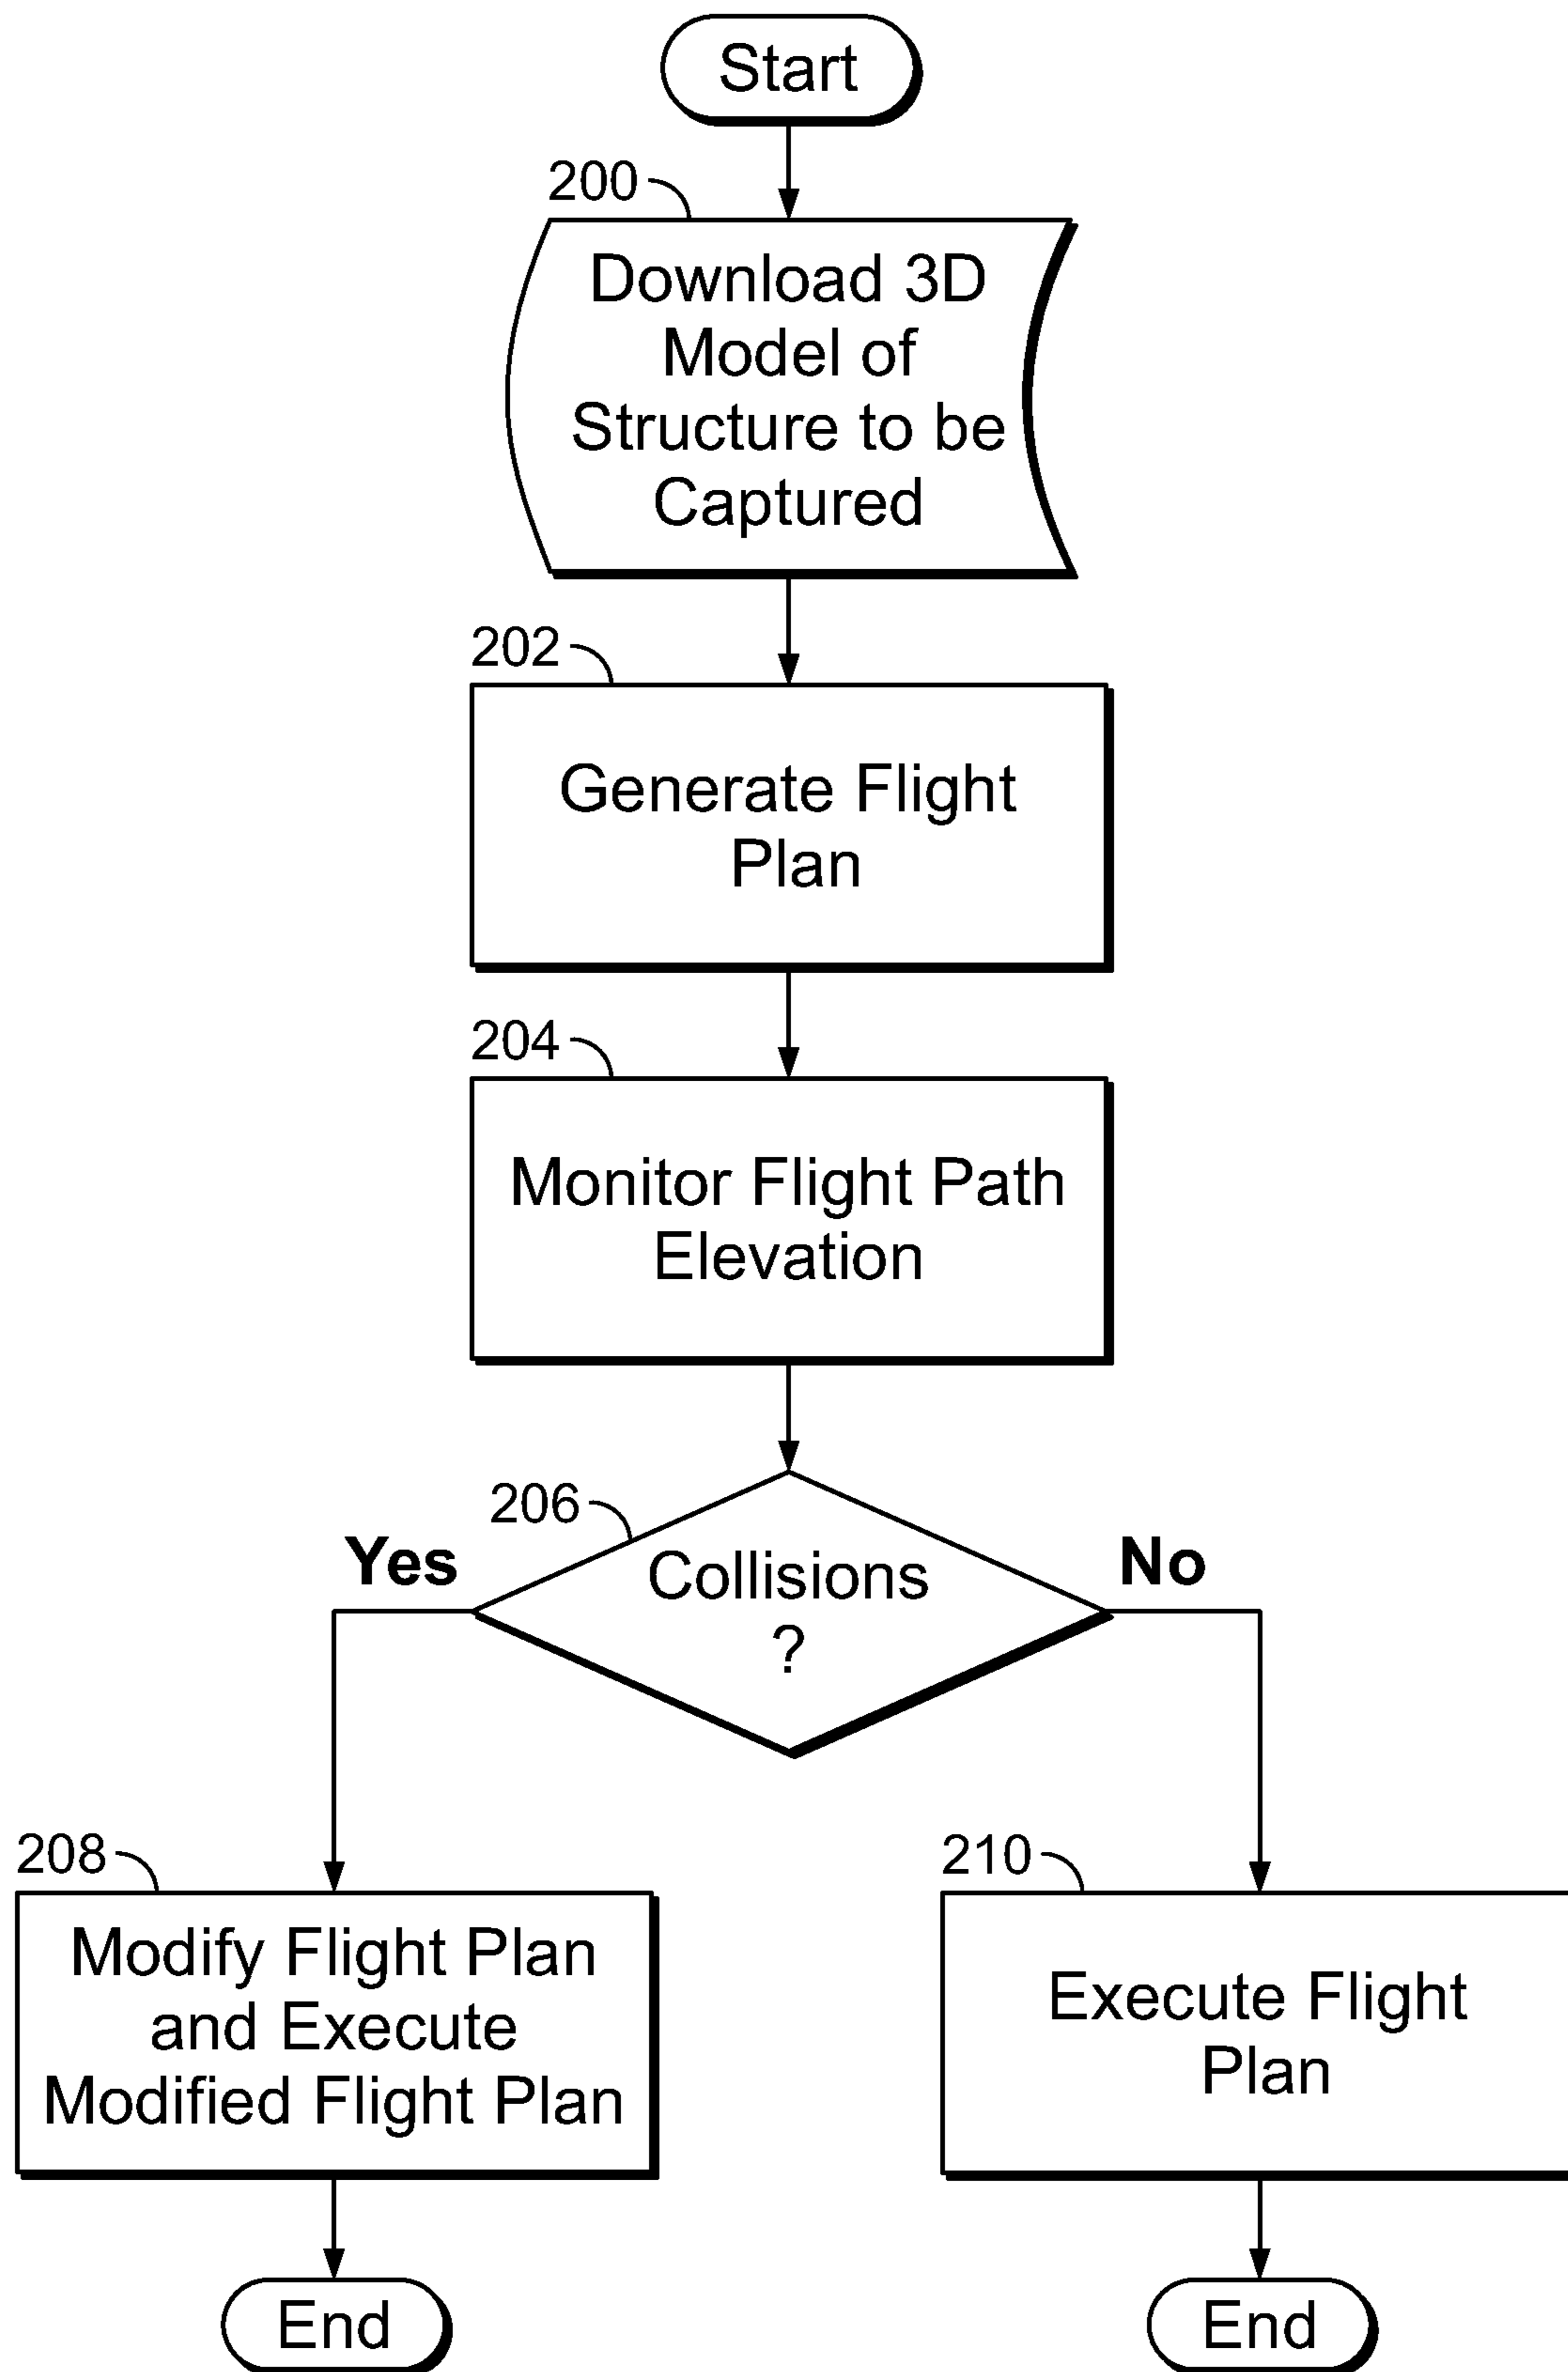 Start
200
Download 3D
Model of
Structure to be
Captured
202
Generate Flight
Plan
204
Monitor Flight Path
Elevation
206
Collisions
?
Yes
No
208
Modify Flight Plan
and Execute
Modified Flight Plan
210
Execute Flight
Plan
End
End